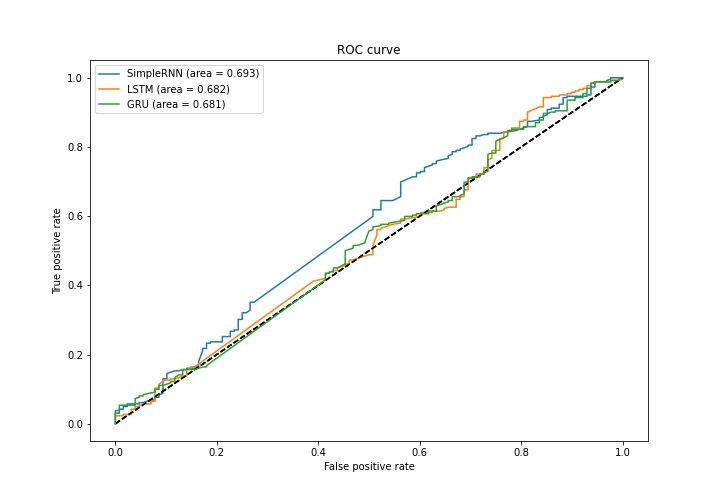 ROC curve
SimpleRNN (area = 0.693)
LSTM (area = 0.682)
GRU (area = 0.681)
True positive rate
1.0
0.8
0.6
0.4
0.2
0.0
0.0 0.2 0.4 0.6 0.8 1.0
False positive rate